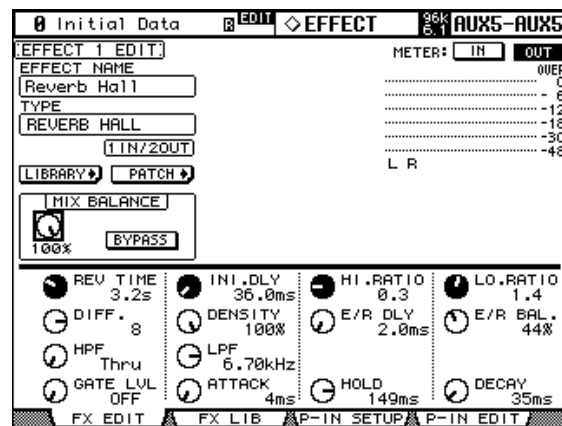 0 Initial Data R EDIT ◇EFFECT 96K 6.1 AUX5-AUX5
EFFECT 1 EDIT
METER: IN OUT
EFFECT NAME
Reverb Hall
TYPE
REVERB HALL
1 IN/2OUT
LIBRARY PATCH
OVER
0
- 6
-12
-18
-30
-48
L R
MIX BALANCE
100%
BYPASS
REV TIME 3.2s
INI.DLY 36.0ms
HI.RATIO 0.3
LO.RATIO 1.4
DIFF. 8
DENSITY 100%
E/R DLY 2.0ms
E/R BAL. 44%
HPF Thru
LPF 6.70kHz
GATE LVL OFF
ATTACK 4ms
HOLD 149ms
DECAY 35ms
FX EDIT FX LIB P-IN SETUP P-IN EDIT